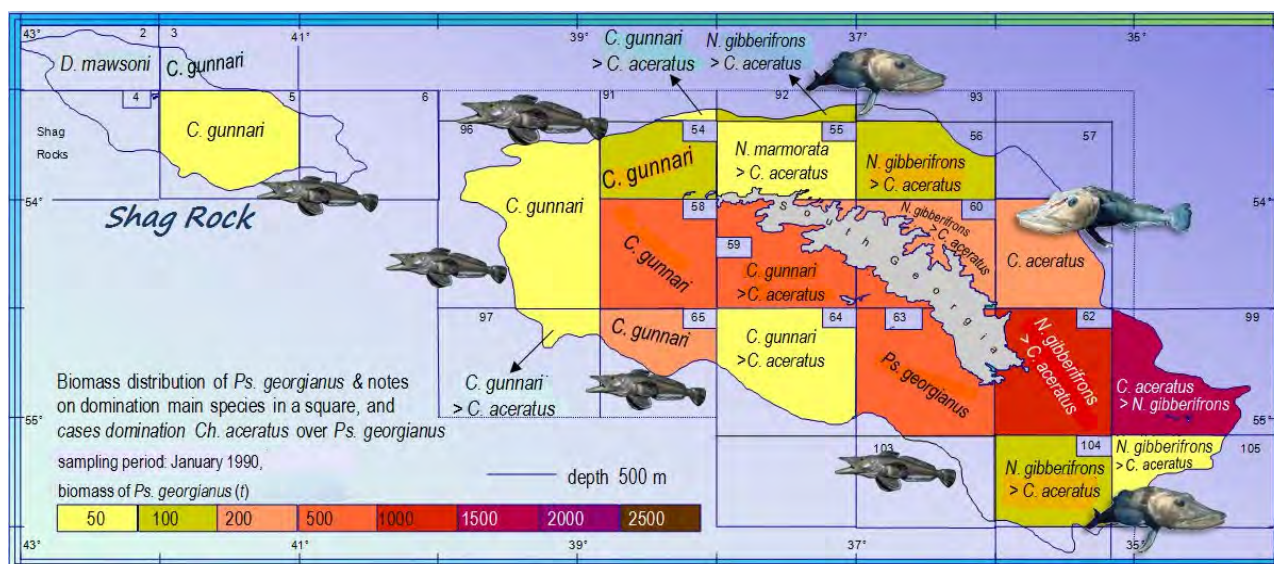 43° 2 3 41° 39° 37° 35°
D. mawsoni
C. gunnari
C. gunnari
> C. aceratus
N. gibberifrons
> C. aceratus
4 5 6 91 92 93
96 54 55 56 57
Shag
Rocks
C. gunnari
C. gunnari
N. marmorata
> C. aceratus
N. gibberifrons
> C. aceratus
54° 54°
Shag Rock
C. gunnari
58 59 60
South Georgia
N. gibberifrons
> C. aceratus
C. gunnari
C. gunnari
>C. aceratus
C. aceratus
97 65 64 63 62 99
C. gunnari
C. gunnari
> C. aceratus
C. gunnari
> C. aceratus
Ps. georgianus
N. gibberifrons
> C. aceratus
C. aceratus
> N. gibberifrons
55° 55°
103 104 105
N. gibberifrons
> C. aceratus
N. gibberifrons
> C. aceratus
Biomass distribution of Ps. georgianus & notes
on domination main species in a square, and
cases domination Ch. aceratus over Ps. georgianus
sampling period: January 1990,
depth 500 m
biomass of Ps. georgianus (t)
50 100 200 500 1000 1500 2000 2500
43° 41° 39° 37° 35°